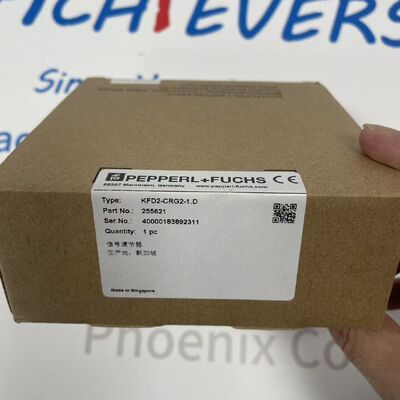 FICHIEVERS
Phoenix Co
PEPPERL+FUCHS CE
68307 Mannheim, Germany www.pepperl-fuchs.com
Type: KFD2-CRG2-1.D
Part No.: 255621
Ser.No.: 40000183892311
Quantity: 1 pc
信号调节器
生产地: 新加坡
Made in Singapore